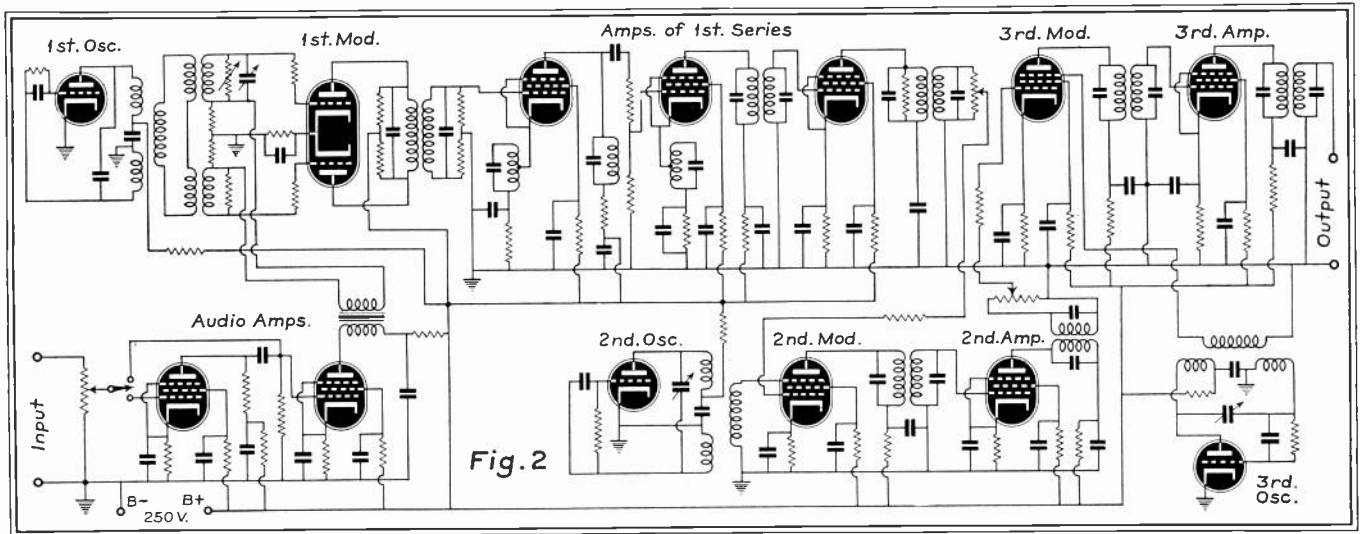 1st. Osc.
1st. Mod.
Amps. of 1st. Series
3rd. Mod.
3rd. Amp.
Output
Audio Amps.
2nd. Osc.
2nd. Mod.
2nd. Amp.
Input
Fig. 2
B-
B+
250 V.
3rd.
Osc.